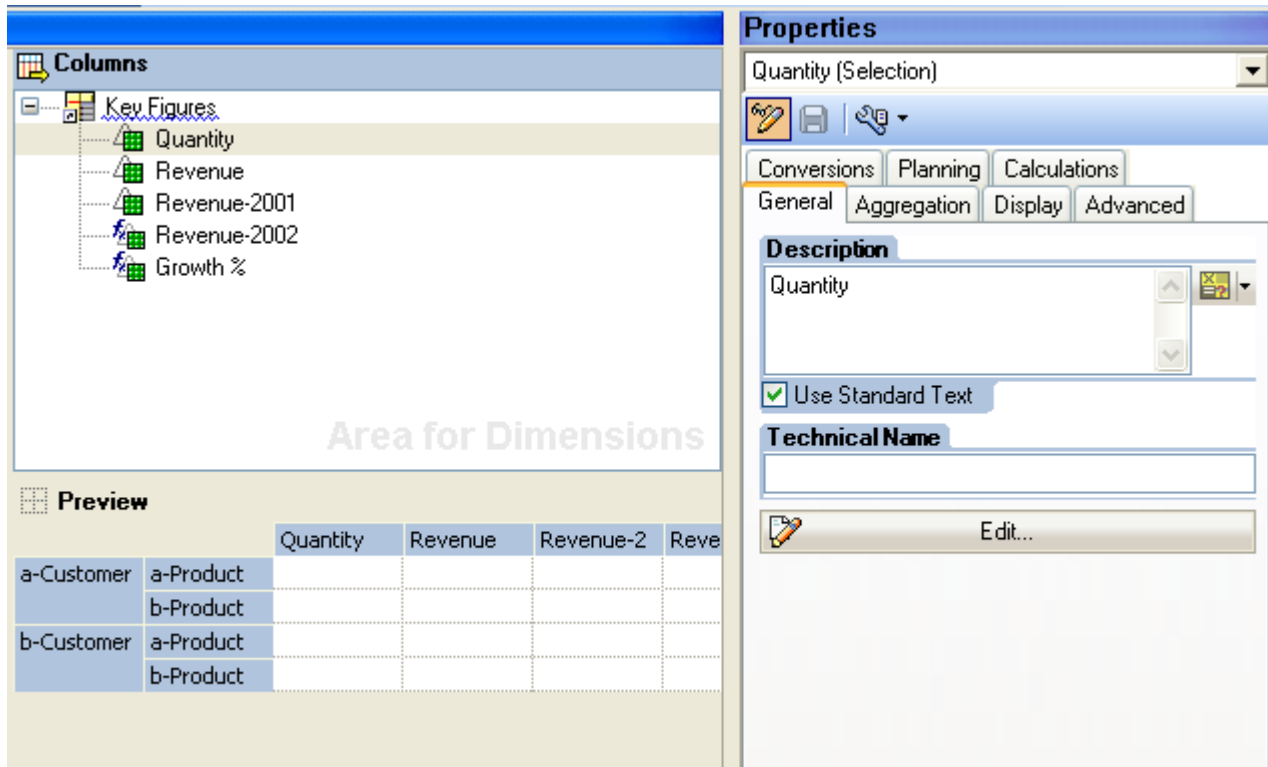 Columns
Key Figures
Quantity
Revenue
Revenue-2001
Revenue-2002
Growth %
Area for Dimensions
Preview
Quantity Revenue Revenue-2 Reve
a-Customer a-Product
b-Product
b-Customer a-Product
b-Product
Properties
Quantity (Selection)
Conversions Planning Calculations
General Aggregation Display Advanced
Description
Quantity
Use Standard Text
Technical Name
Edit...